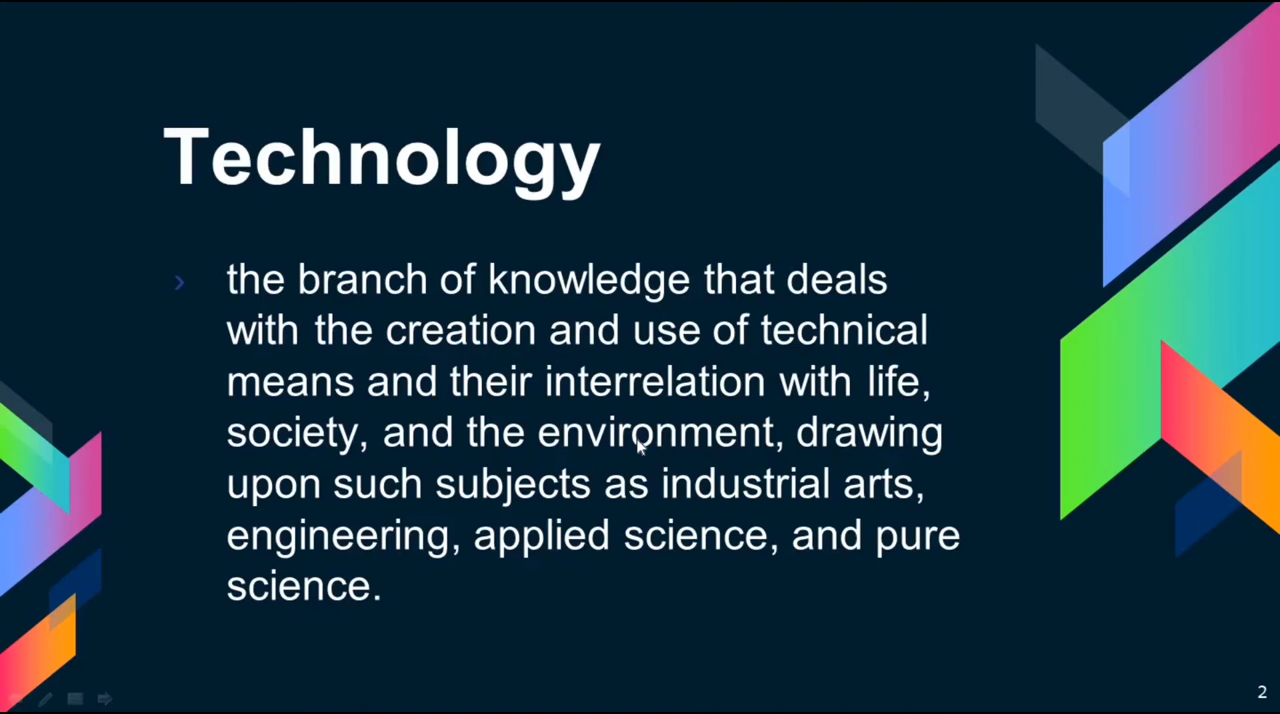 Technology
› the branch of knowledge that deals
with the creation and use of technical
means and their interrelation with life,
society, and the environment, drawing
upon such subjects as industrial arts,
engineering, applied science, and pure
science.
2